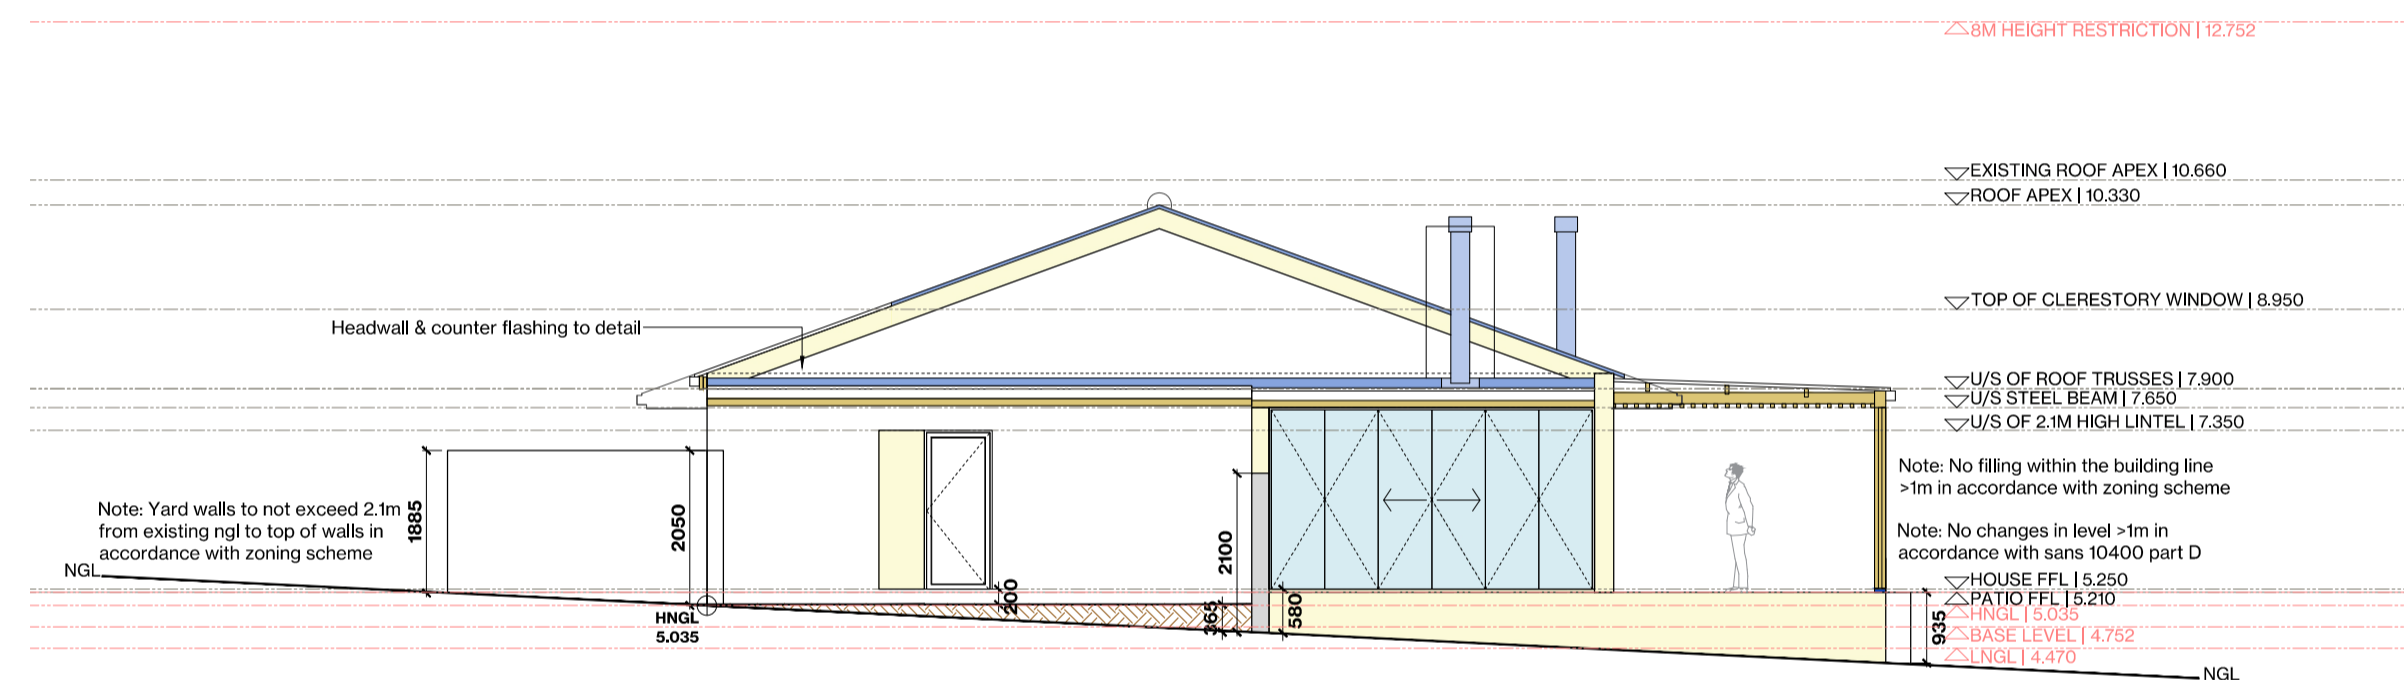 8M HEIGHT RESTRICTION | 12.752
EXISTING ROOF APEX | 10.660
ROOF APEX | 10.330
TOP OF CLERESTORY WINDOW | 8.950
Headwall & counter flashing to detail
U/S OF ROOF TRUSSES | 7.900
U/S STEEL BEAM | 7.650
U/S OF 2.1M HIGH LINTEL | 7.350
Note: No filling within the building line
>1m in accordance with zoning scheme
Note: Yard walls to not exceed 2.1m
from existing ngl to top of walls in
accordance with zoning scheme
1885
2050
2100
Note: No changes in level >1m in
accordance with sans 10400 part D
NGL
HOUSE FFL | 5.250
PATIO FFL | 5.210
HNGL | 5.035
BASE LEVEL | 4.752
LNGL | 4.470
200
365
580
935
HNGL
5.035
NGL